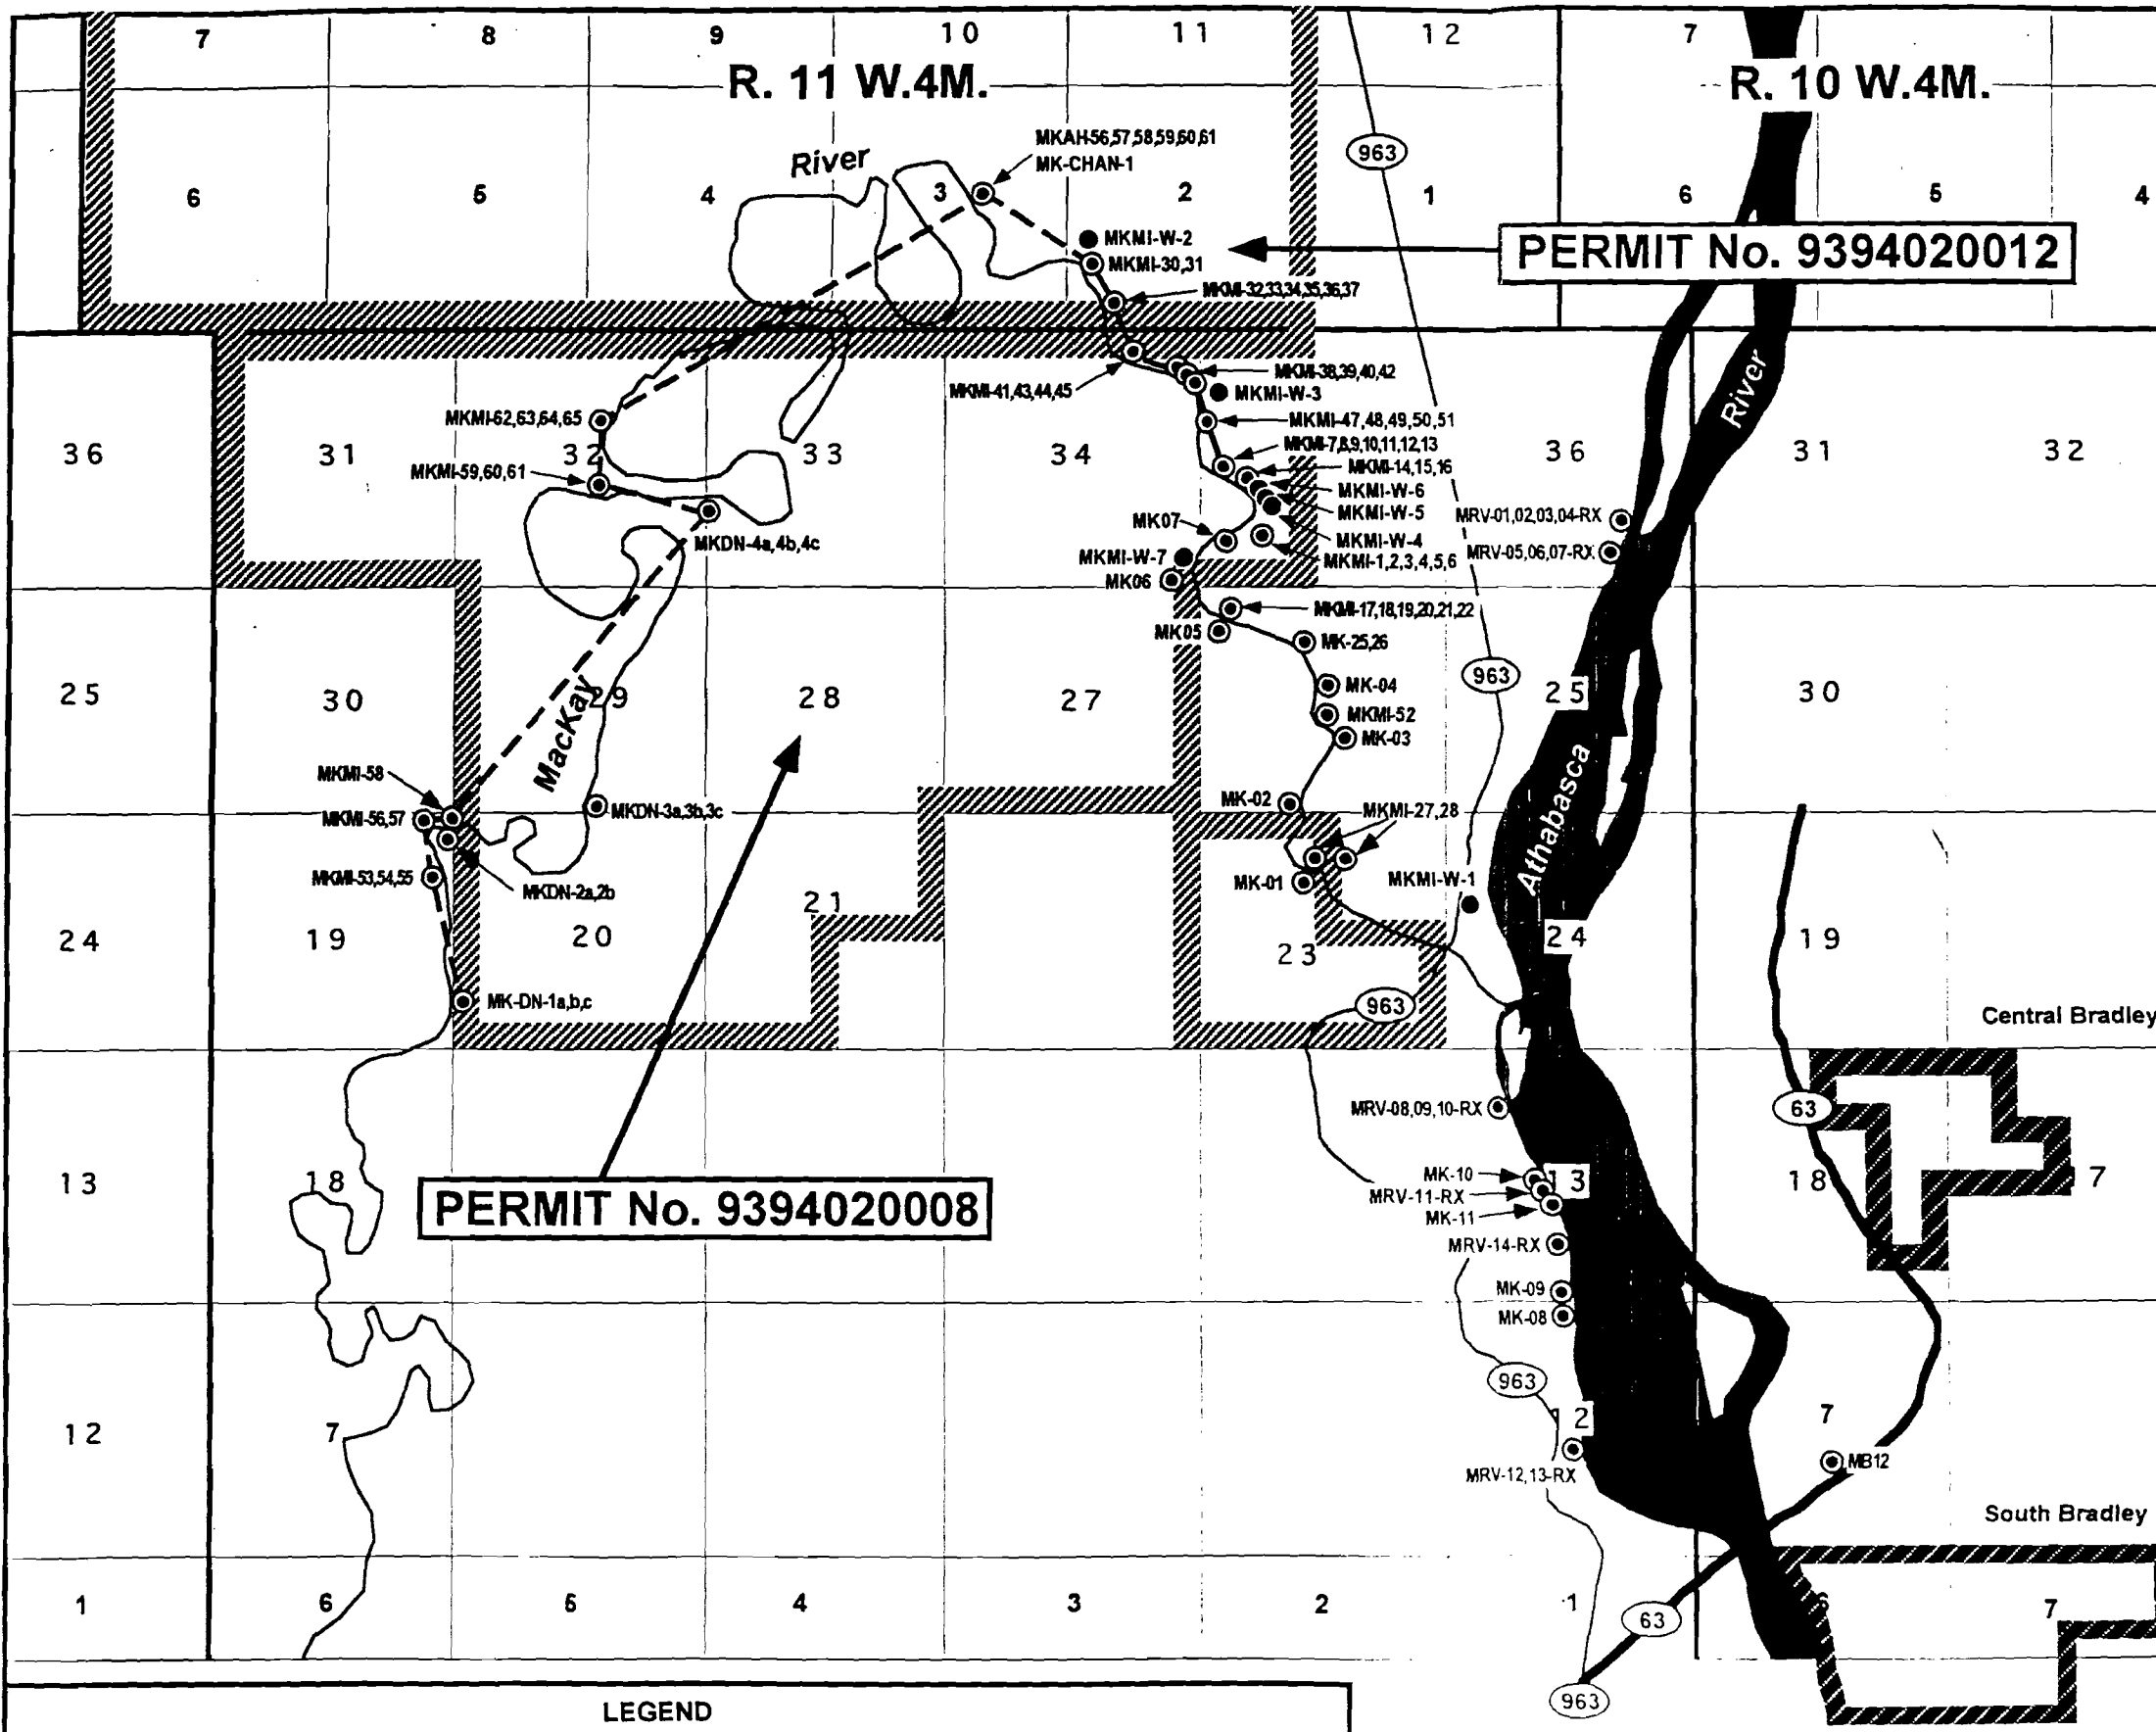 7 8 9 10 11 12 7
R. 11 W.4M. R. 10 W.4M.
MKAH-56,57,58,59,60,61
MK-CHAN-1
River
963
6 5 4 3 2 1 6 5 4
MKMI-W-2
PERMIT No. 9394020012
MKMI-30,31
MKMI-32,33,34,35,36,37
MKMI-38,39,40,42
MKMI-41,43,44,45
MKMI-W-3
River
MKMI-62,63,64,65
MKMI-47,48,49,50,51
36 31 32 33 34 36 31 32
MKMI-7,8,9,10,11,12,13
MKMI-59,60,61
MKMI-14,15,16
MKMI-W-6
MKMI-W-5
MK07
MRV-01,02,03,04-RX
MKDN-4a,4b,4c
MKMI-W-4
MKMI-W-7
MRV-05,06,07-RX
MKMI-1,2,3,4,5,6
MK06
MKMI-17,18,19,20,21,22
MK05
MK-25,26
963
MK-04
25 30 29 28 27 25 30
MacKay
MKMI-52
MK-03
MKMI-58
MK-02
MKMI-27,28
MKMI-56,57
MKDN-3a,3b,3c
Athabasca
MKMI-53,54,55
MKDN-2a,2b
MK-01
MKMI-W-1
24 19 20 21 23 24 19
MK-DN-1a,b,c
963
Central Bradley
MRV-08,09,10-RX
63
13 18 13 18 7
MK-10
MRV-11-RX
MK-11
PERMIT No. 9394020008
MRV-14-RX
MK-09
MK-08
963
12 7 12 7
MB12
MRV-12,13-RX
South Bradley
1 6 5 4 3 2 1 6 7
63
963
LEGEND